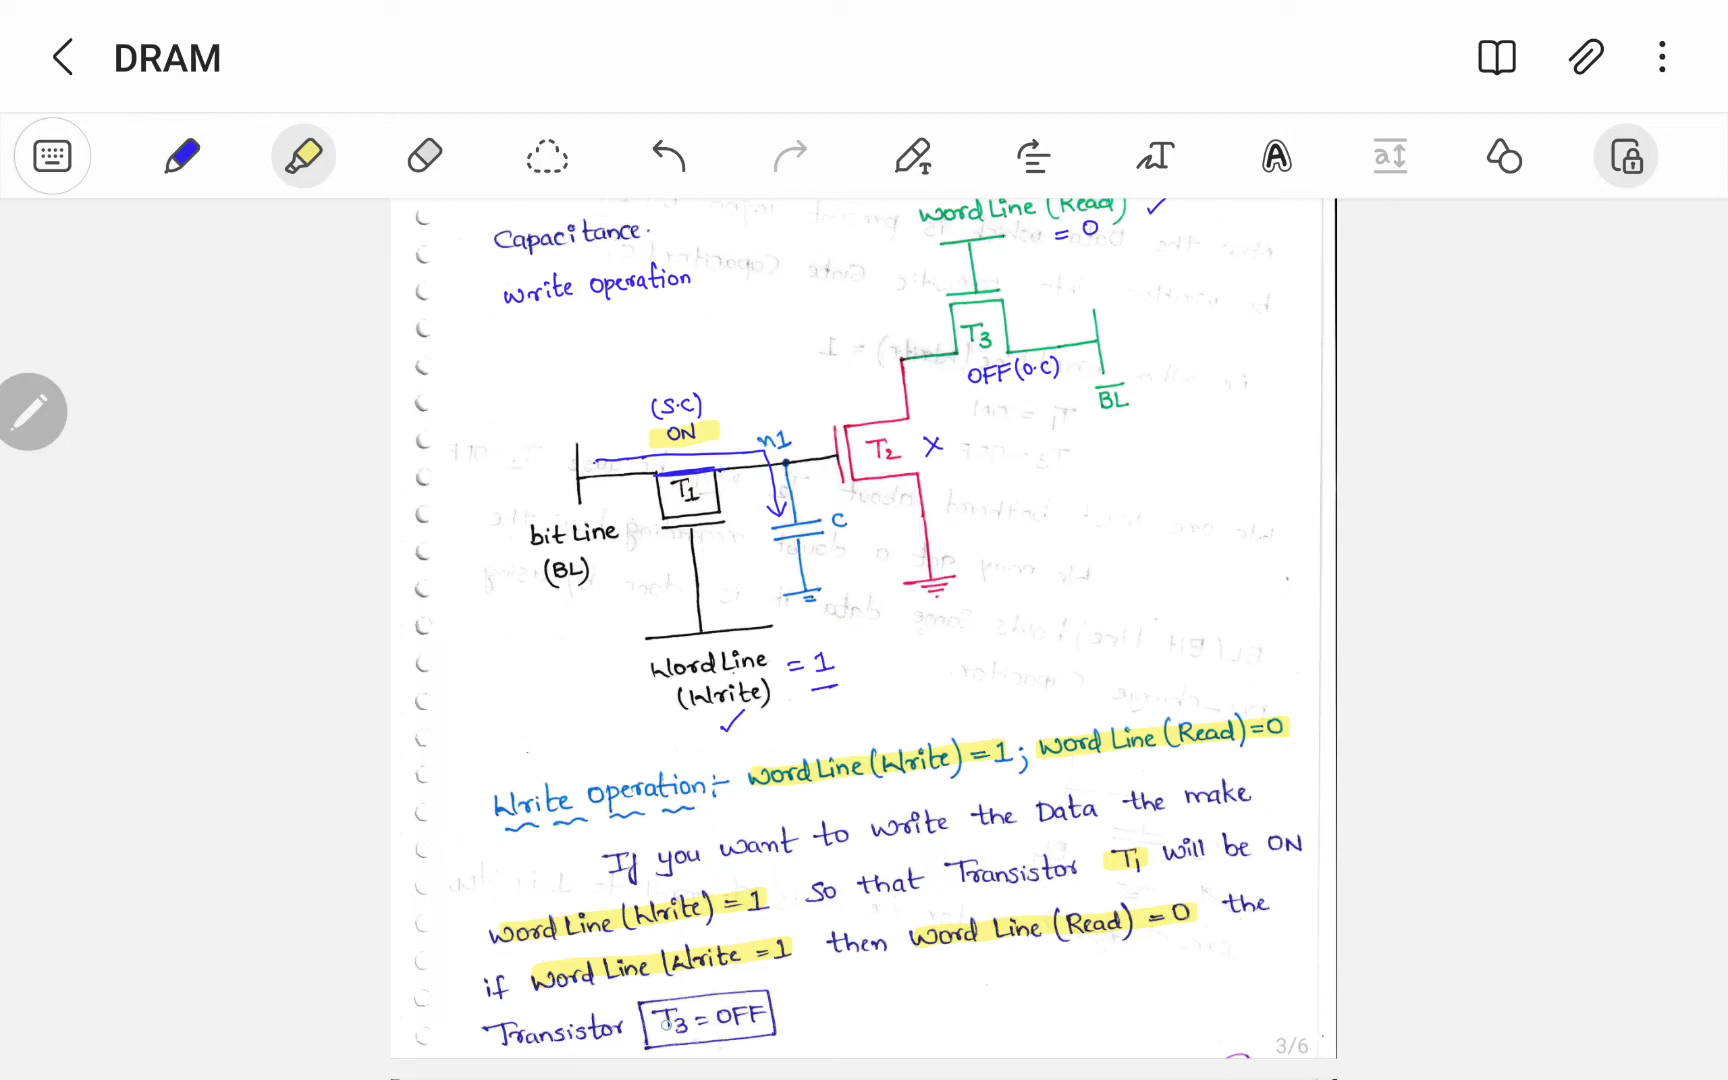 DRAM
Capacitance.
Write operation
Word Line (Read) ✓
= 0
T3
OFF (O.C)
BL
(S.C)
ON
n1
T2 X
T1
C
bit Line
(BL)
Word Line = 1
(Write)
✓
Write operation:- Word Line (Write) = 1; Word Line (Read) = 0
If you want to write the Data the make
Word Line (Write) = 1 So that Transistor T1 will be ON
if Word Line (Write = 1 then Word Line (Read) = 0 the
Transistor T3 = OFF
3/6